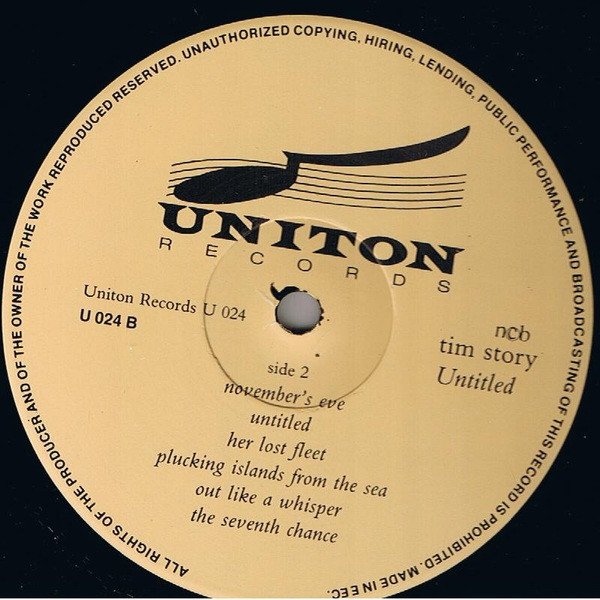 ALL RIGHTS OF THE PRODUCER AND OF THE OWNER OF THE WORK REPRODUCED RESERVED. UNAUTHORIZED COPYING, HIRING, LENDING, PUBLIC PERFORMANCE AND BROADCASTING OF THIS RECORD IS PROHIBITED. MADE IN EEC.
UNITON
RECORDS
Uniton Records U 024
U 024 B
ncb
tim story
Untitled
side 2
november's eve
untitled
her lost fleet
plucking islands from the sea
out like a whisper
the seventh chance